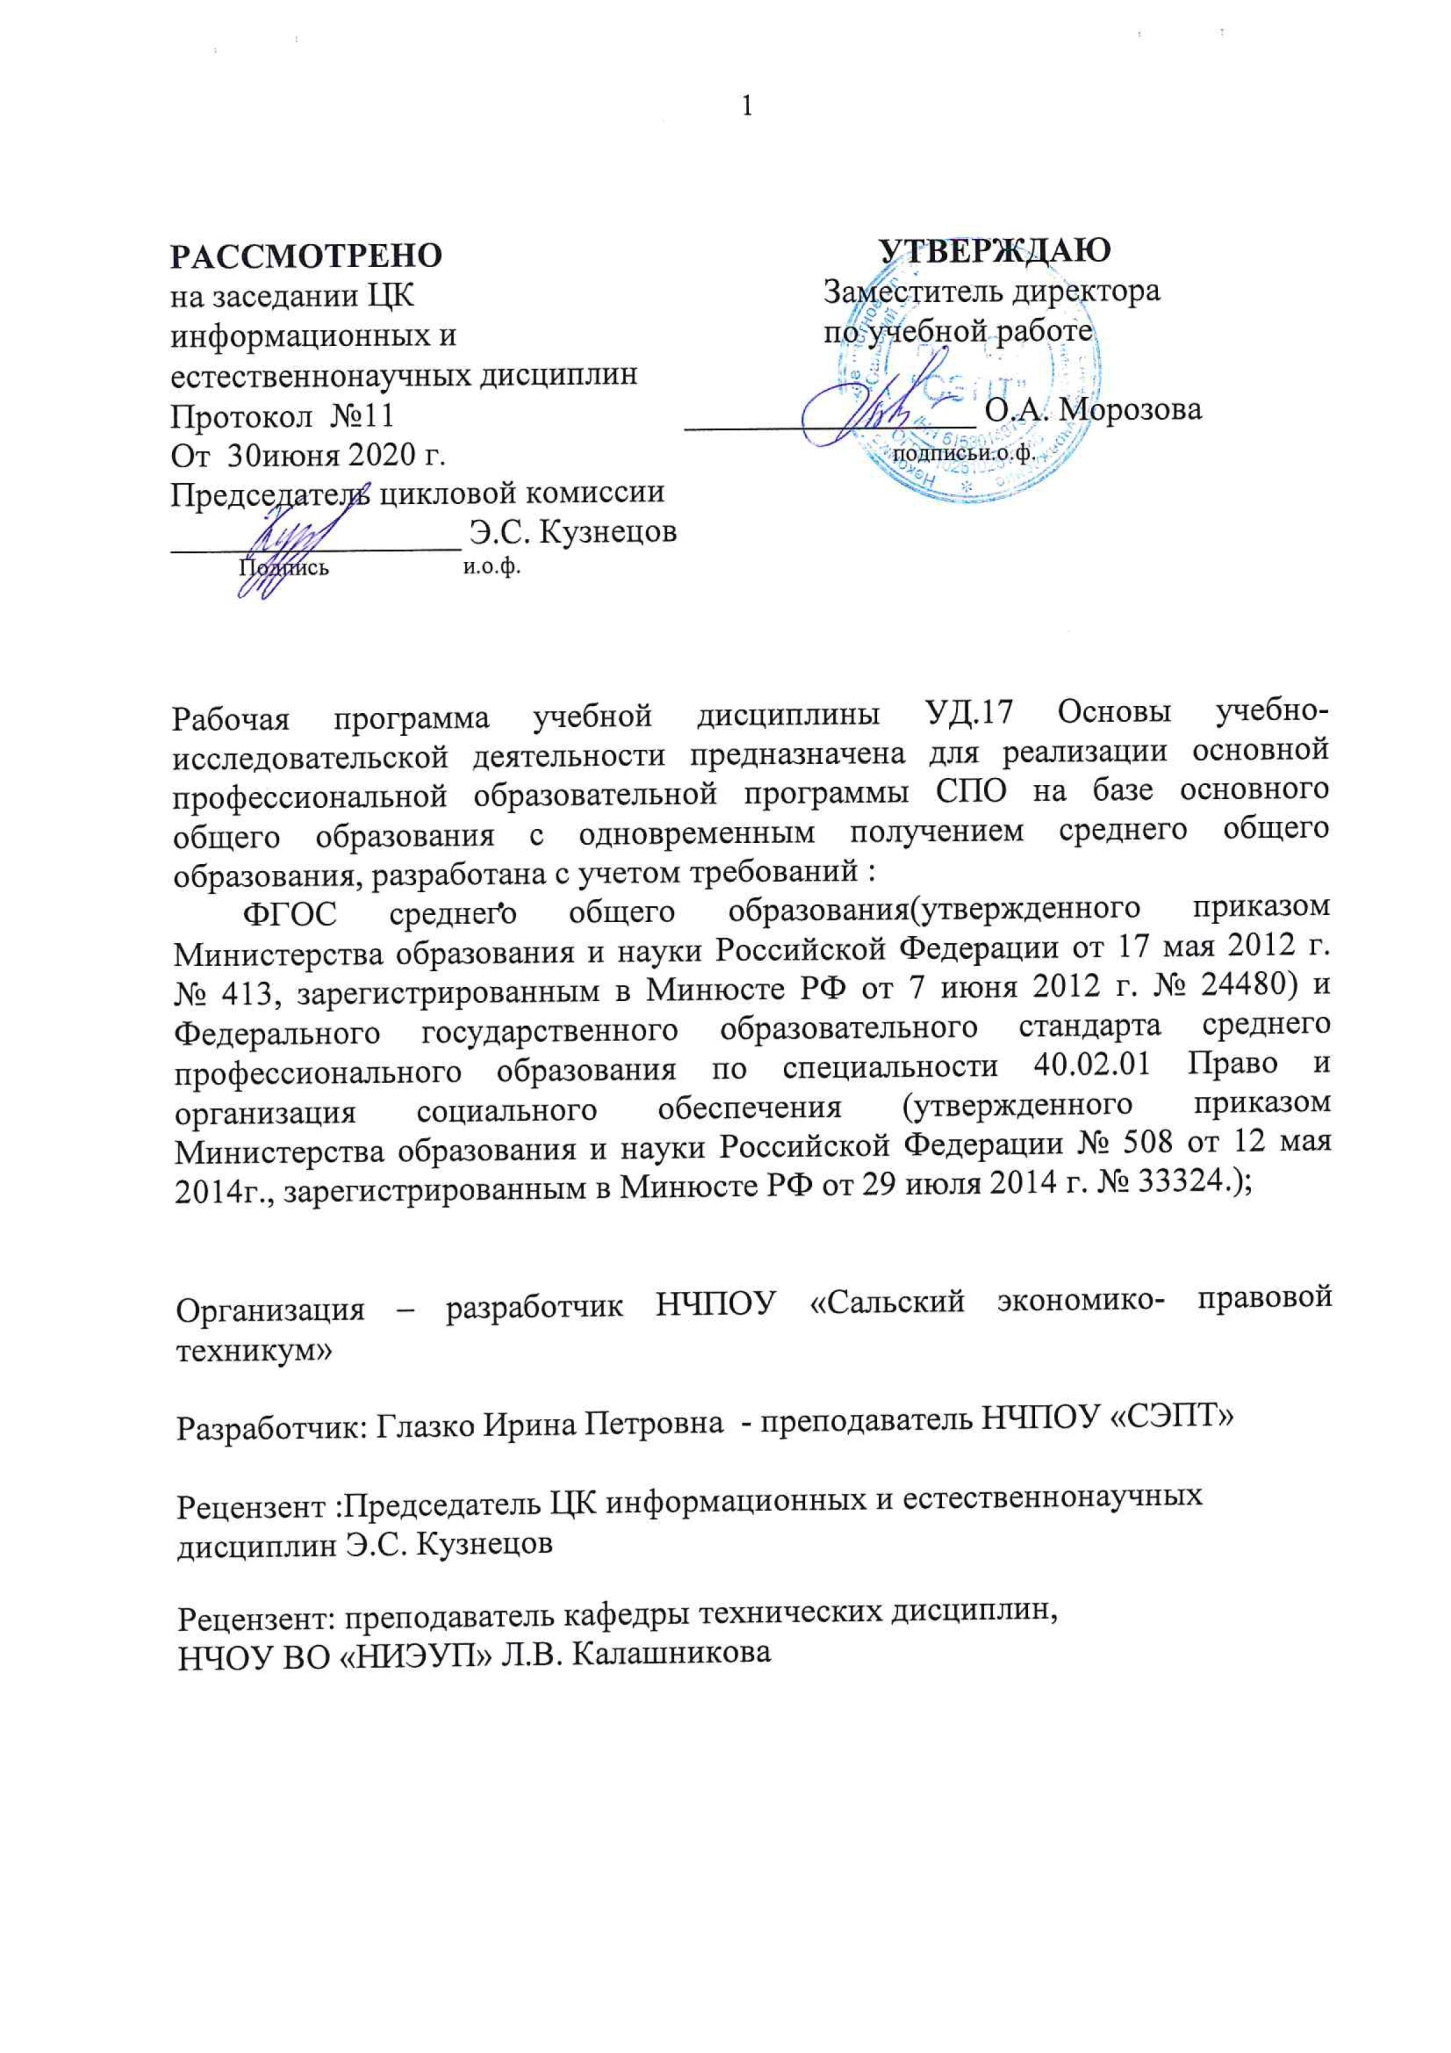 1
РАССМОТРЕНО
на заседании ЦК
информационных и
естественнонаучных дисциплин
Протокол №11
От 30июня 2020 г.
Председатель цикловой комиссии
Э.С. Кузнецов
Подпись и.о.ф.
УТВЕРЖДАЮ
Заместитель директора
по учебной работе
О.А. Морозова
подписьи.о.ф.
"СЭПТ"
Рабочая программа учебной дисциплины УД.17 Основы учебно-
исследовательской деятельности предназначена для реализации основной
профессиональной образовательной программы СПО на базе основного
общего образования с одновременным получением среднего общего
образования, разработана с учетом требований :
ФГОС среднего общего образования(утвержденного приказом
Министерства образования и науки Российской Федерации от 17 мая 2012 г.
№ 413, зарегистрированным в Минюсте РФ от 7 июня 2012 г. № 24480) и
Федерального государственного образовательного стандарта среднего
профессионального образования по специальности 40.02.01 Право и
организация социального обеспечения (утвержденного приказом
Министерства образования и науки Российской Федерации № 508 от 12 мая
2014г., зарегистрированным в Минюсте РФ от 29 июля 2014 г. № 33324.);
Организация – разработчик НЧПОУ «Сальский экономико- правовой
техникум»
Разработчик: Глазко Ирина Петровна - преподаватель НЧПОУ «СЭПТ»
Рецензент :Председатель ЦК информационных и естественнонаучных
дисциплин Э.С. Кузнецов
Рецензент: преподаватель кафедры технических дисциплин,
НЧОУ ВО «НИЭУП» Л.В. Калашникова